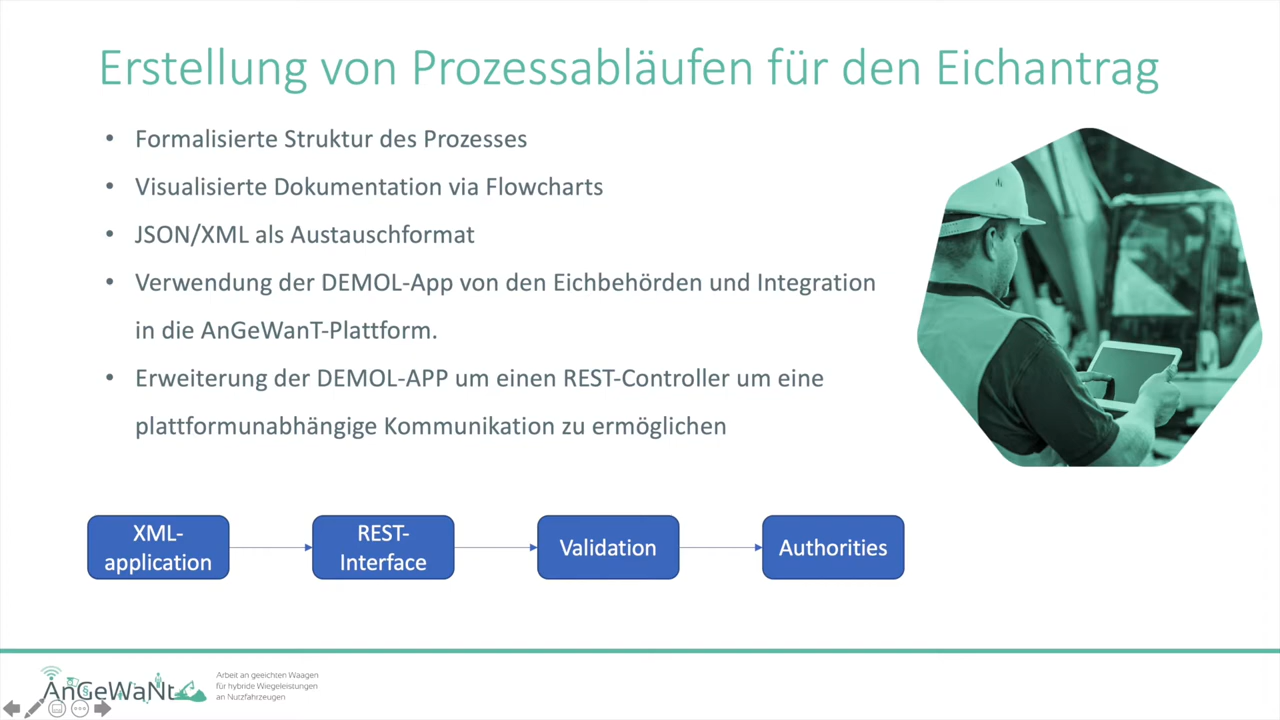 Erstellung von Prozessabläufen für den Eichantrag
• Formalisierte Struktur des Prozesses
• Visualisierte Dokumentation via Flowcharts
• JSON/XML als Austauschformat
• Verwendung der DEMOL-App von den Eichbehörden und Integration
in die AnGeWanT-Plattform.
• Erweiterung der DEMOL-APP um einen REST-Controller um eine
plattformunabhängige Kommunikation zu ermöglichen
XML-
application
REST-
Interface
Validation
Authorities
AnGeWaNt
Arbeit an geeichten Waagen
für hybride Wiegeleistungen
an Nutzfahrzeugen